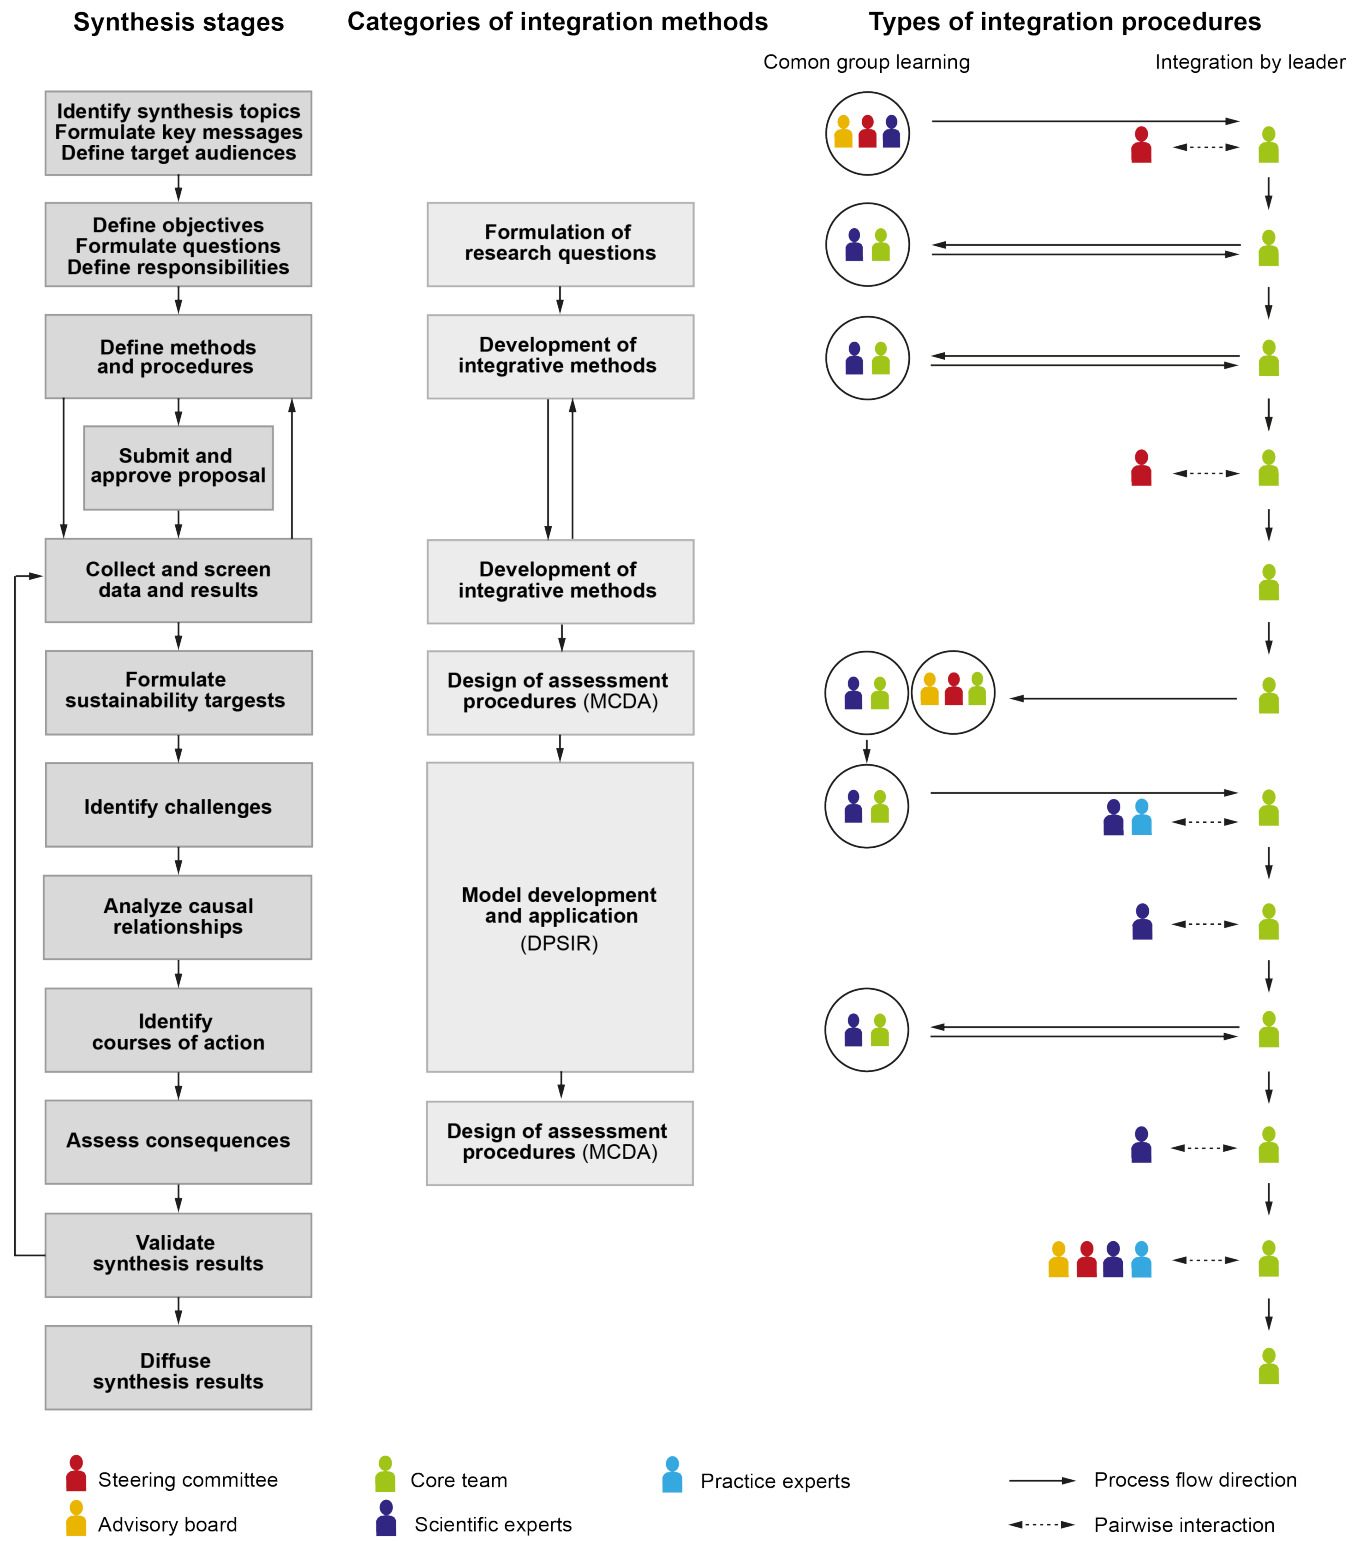 Synthesis stages
Categories of integration methods
Types of integration procedures
Comon group learning
Integration by leader
Identify synthesis topics
Formulate key messages
Define target audiences
Define objectives
Formulate questions
Define responsibilities
Formulation of
research questions
Define methods
and procedures
Development of
integrative methods
Submit and
approve proposal
Collect and screen
data and results
Development of
integrative methods
Formulate
sustainability targests
Design of assessment
procedures (MCDA)
Identify challenges
Analyze causal
relationships
Model development
and application
(DPSIR)
Identify
courses of action
Assess consequences
Design of assessment
procedures (MCDA)
Validate
synthesis results
Diffuse
synthesis results
Steering committee
Core team
Practice experts
Process flow direction
Advisory board
Scientific experts
Pairwise interaction